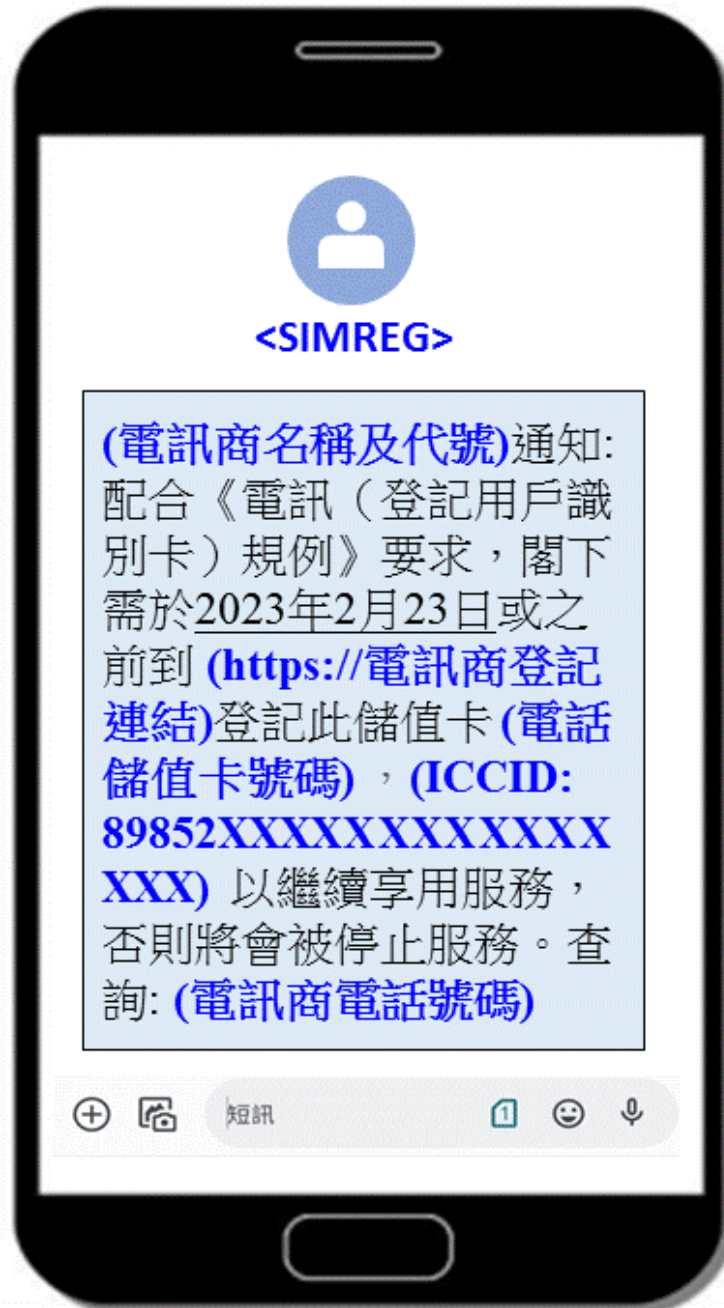 <SIMREG>
(電訊商名稱及代號)通知:
配合《電訊（登記用戶識
別卡）規例》要求，閣下
需於2023年2月23日或之
前到 (https://電訊商登記
連結)登記此儲值卡 (電話
儲值卡號碼) ，(ICCID:
89852XXXXXXXXXXXXX
XXX) 以繼續享用服務，
否則將會被停止服務。查
詢: (電訊商電話號碼)
短訊
1